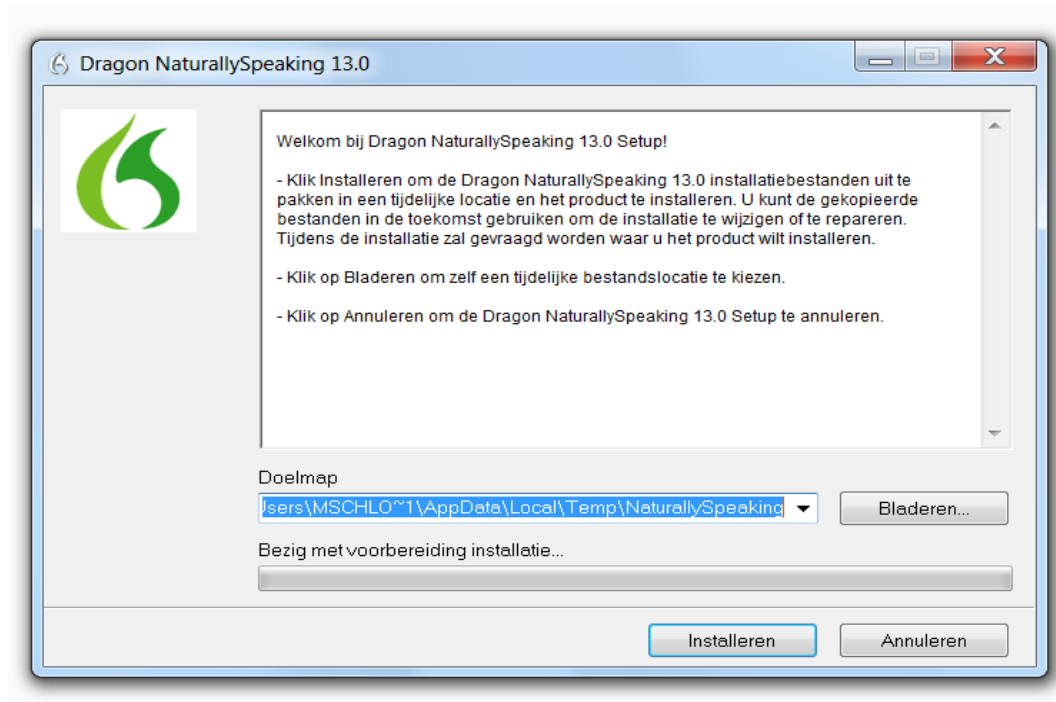 Dragon NaturallySpeaking 13.0
Welkom bij Dragon NaturallySpeaking 13.0 Setup!
- Klik Installeren om de Dragon NaturallySpeaking 13.0 installatiebestanden uit te
pakken in een tijdelijke locatie en het product te installeren. U kunt de gekopieerde
bestanden in de toekomst gebruiken om de installatie te wijzigen of te repareren.
Tijdens de installatie zal gevraagd worden waar u het product wilt installeren.
- Klik op Bladeren om zelf een tijdelijke bestandslocatie te kiezen.
- Klik op Annuleren om de Dragon NaturallySpeaking 13.0 Setup te annuleren.
Doelmap
Users\MSCHLO~1\AppData\Local\Temp\NaturallySpeaking
Bladeren...
Bezig met voorbereiding installatie...
Installeren
Annuleren